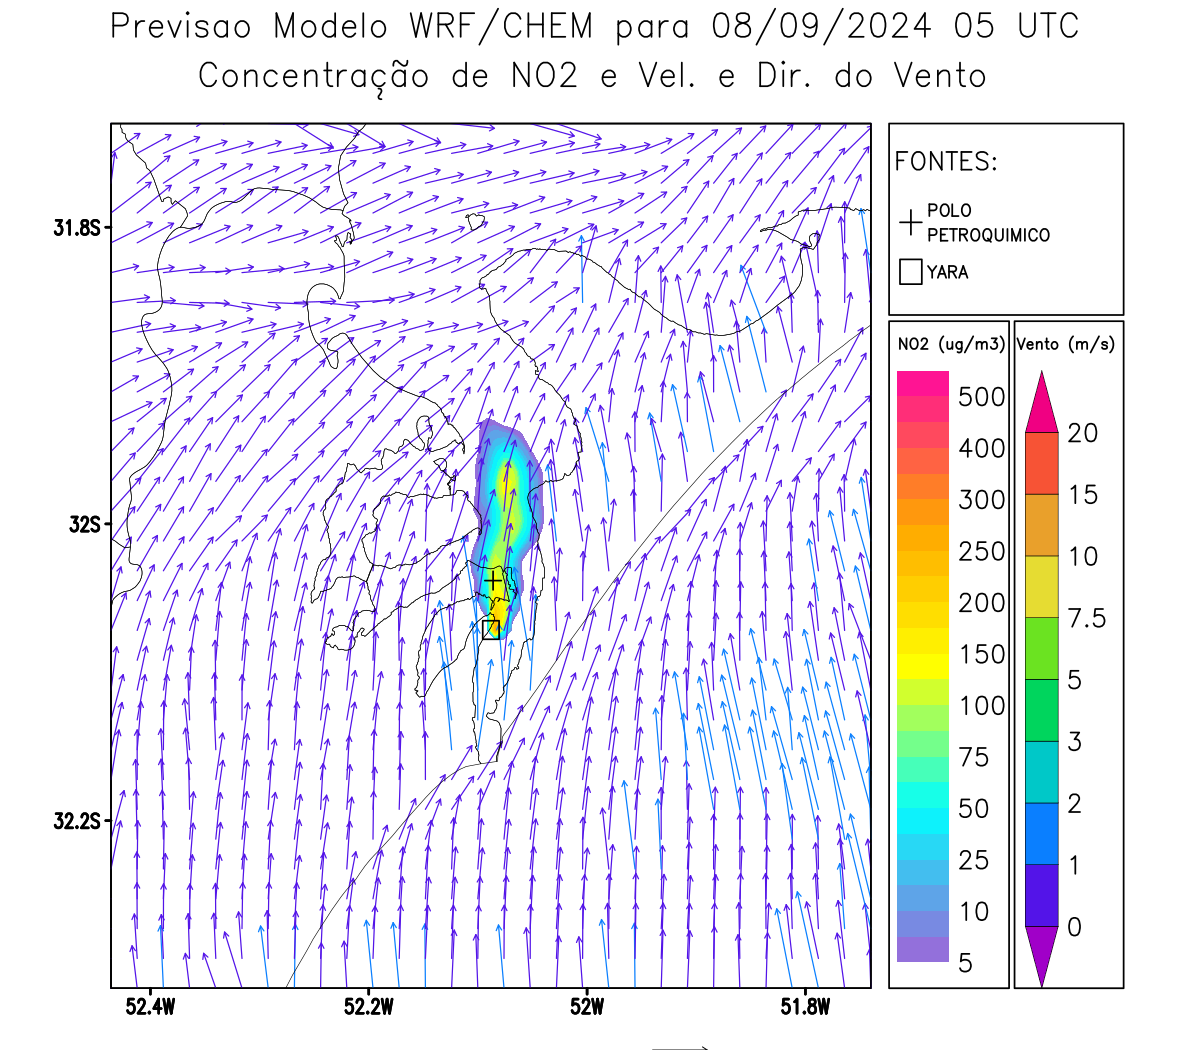 Previsao Modelo WRF/CHEM para 08/09/2024 05 UTC
Concentração de NO2 e Vel. e Dir. do Vento
FONTES:
POLO
PETROQUIMICO
YARA
NO2 (ug/m3)
500
400
300
250
200
150
100
75
50
25
10
5
Vento (m/s)
20
15
10
7.5
5
3
2
1
0
31.8S
32S
32.2S
52.4W
52.2W
52W
51.8W